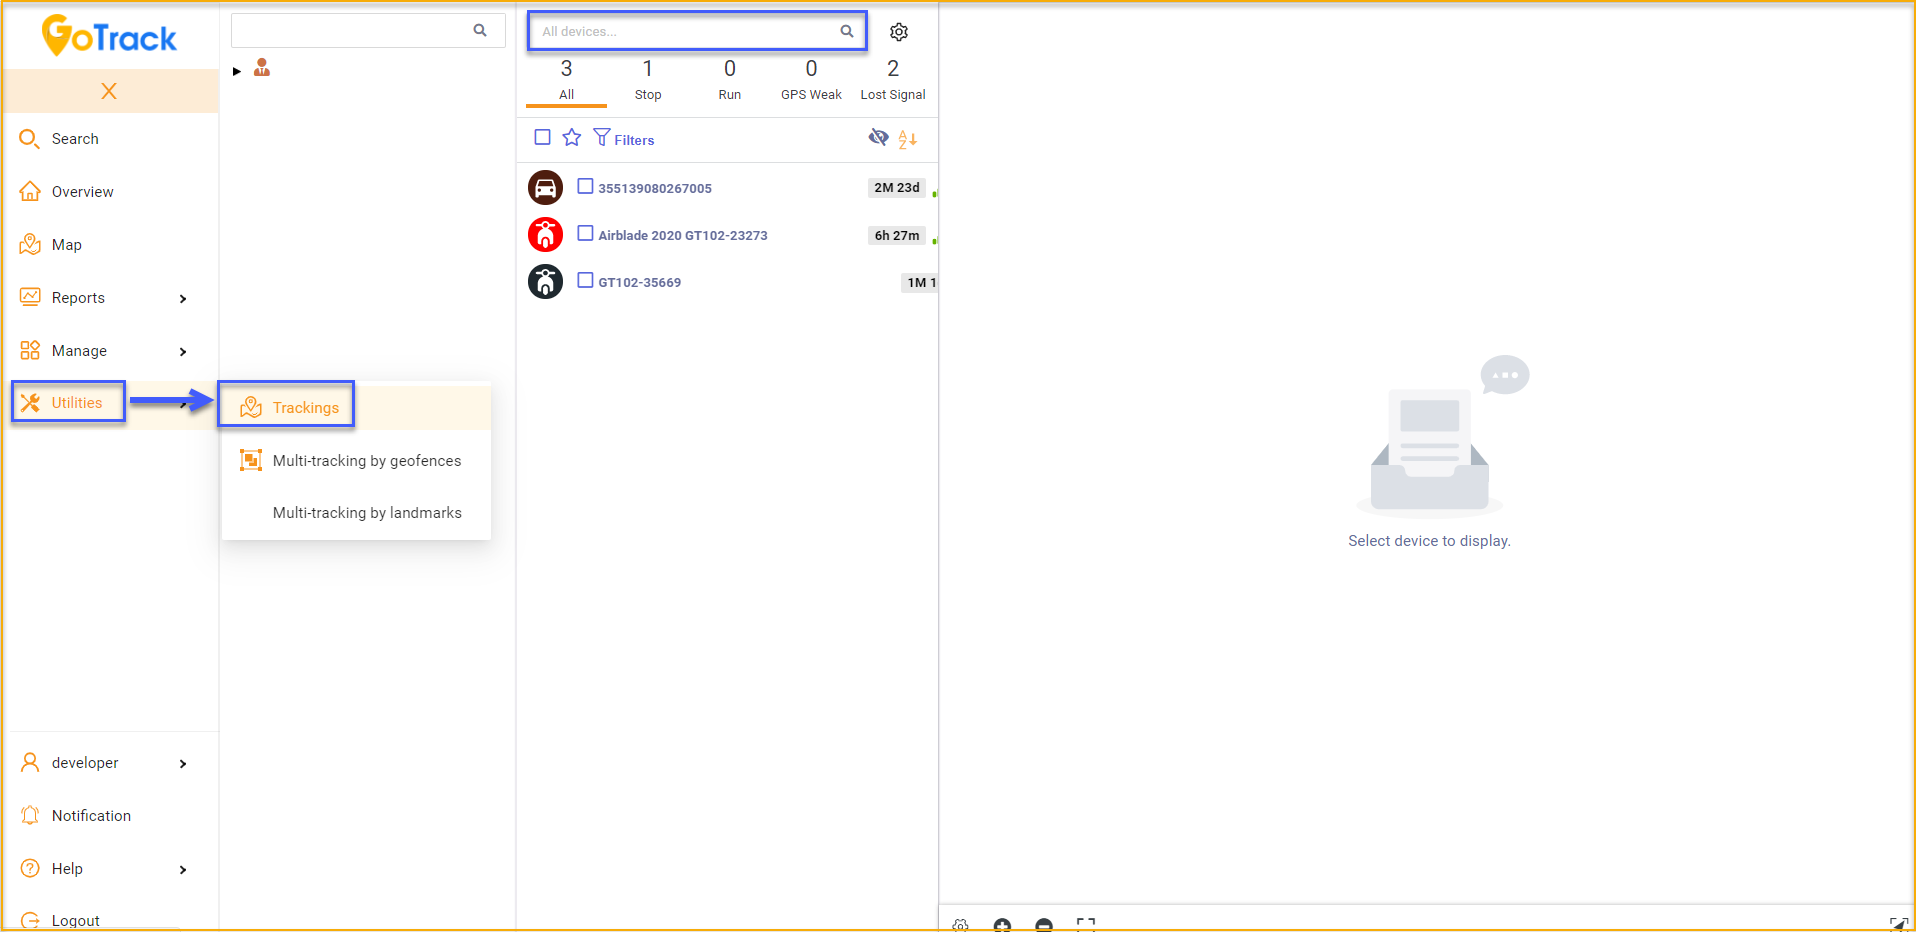 GoTrack
X
Search
Overview
Map
Reports
Manage
Utilities
Trackings
Multi-tracking by geofences
Multi-tracking by landmarks
developer
Notification
Help
Logout
All devices...
3 1 0 0 2
All Stop Run GPS Weak Lost Signal
Filters
A
Z
355139080267005 2M 23d
Airblade 2020 GT102-23273 6h 27m
GT102-35669 1M 1
Select device to display.